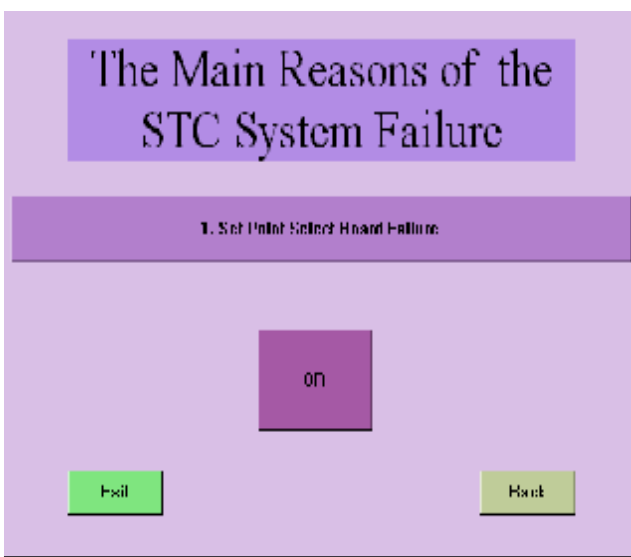 The Main Reasons of the
STC System Failure
1. Set Point Select Board Failure
on
Exit
Back